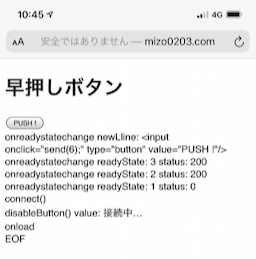 10:45
4G
AA 安全ではありません — mizo0203.com
早押しボタン
PUSH !
onreadystatechange newLline: <input
onclick="send(6);" type="button" value="PUSH !"/>
onreadystatechange readyState: 3 status: 200
onreadystatechange readyState: 2 status: 200
onreadystatechange readyState: 1 status: 0
connect()
disableButton() value: 接続中...
onload
EOF